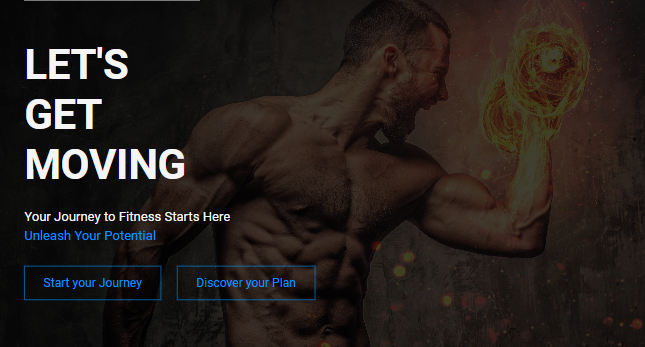 LET'S
GET
MOVING
Your Journey to Fitness Starts Here
Unleash Your Potential
Start your Journey
Discover your Plan